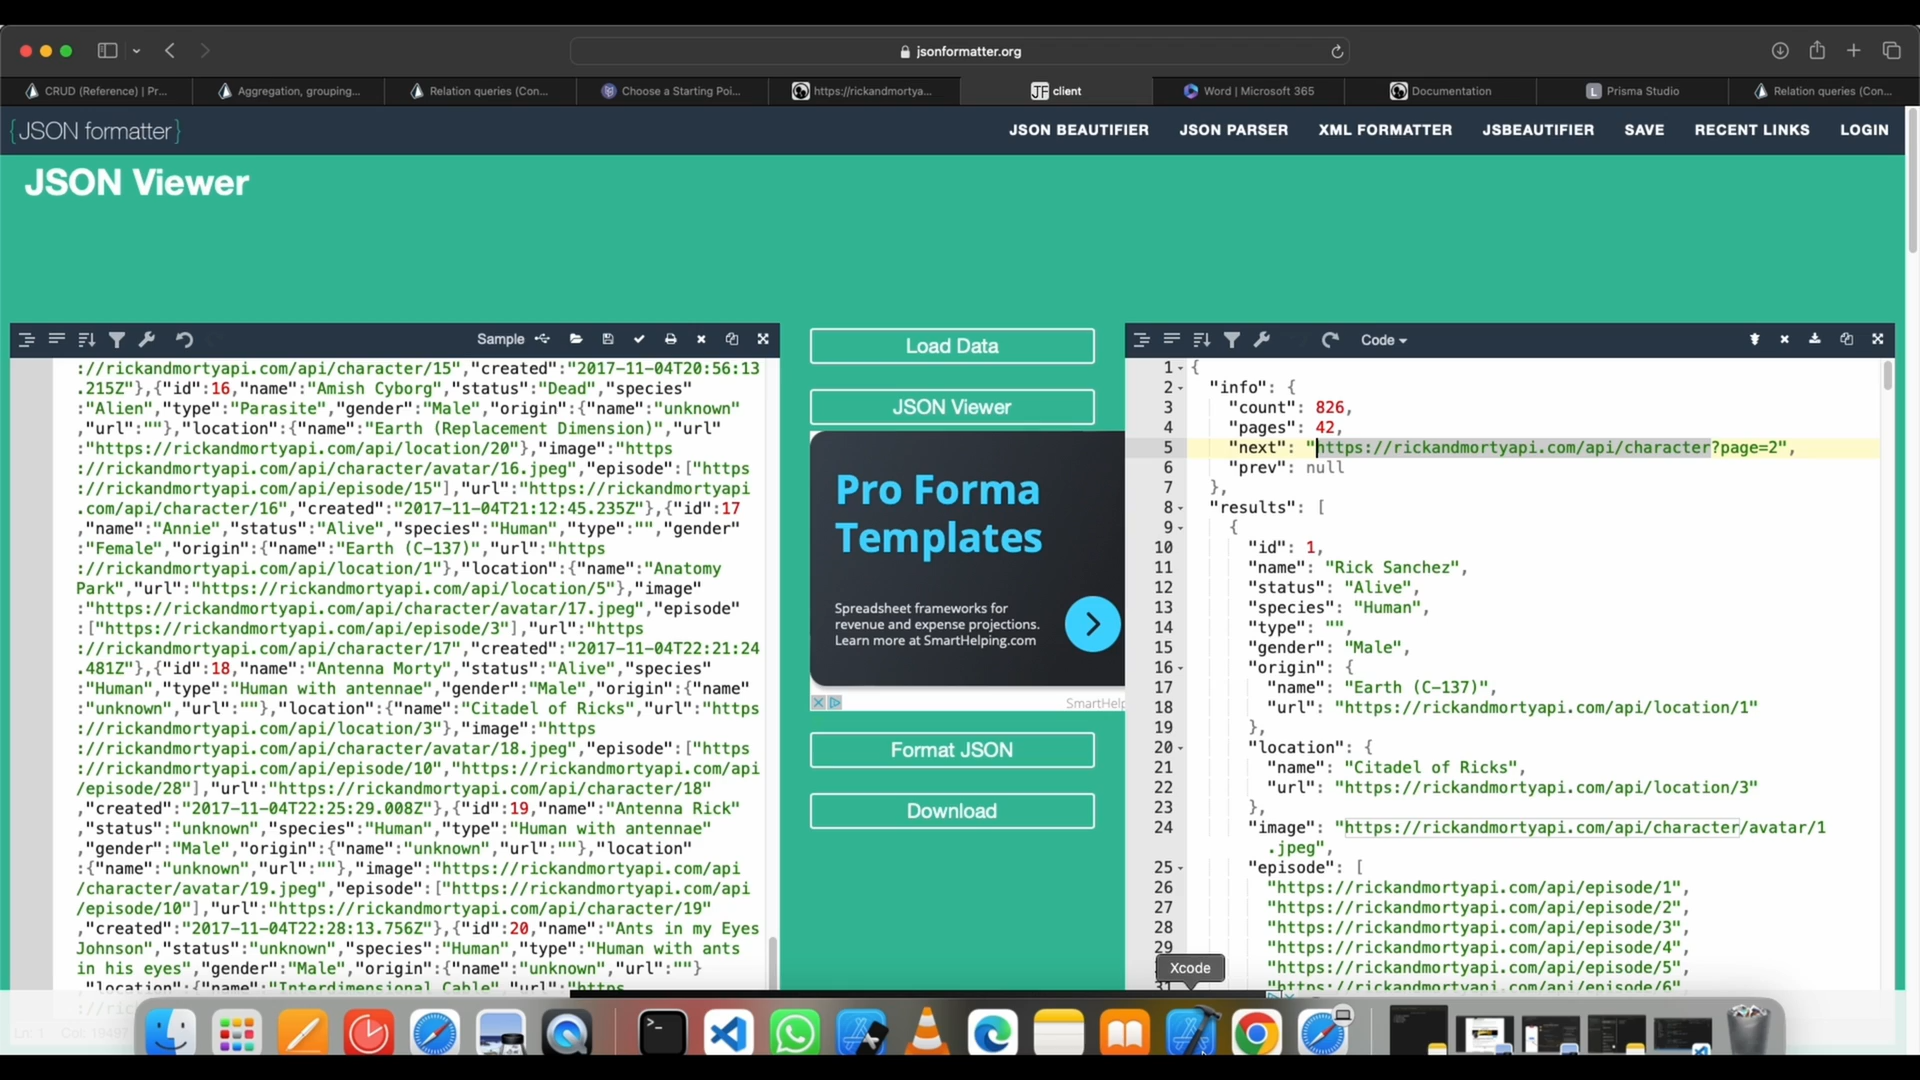 jsonformatter.org
CRUD (Reference) | Pr...
Aggregation, grouping...
Relation queries (Con...
Choose a Starting Poi...
https://rickandmortya...
JF client
Word | Microsoft 365
Documentation
L Prisma Studio
Relation queries (Con...
{JSON formatter}
JSON BEAUTIFIER
JSON PARSER
XML FORMATTER
JSBEAUTIFIER
SAVE
RECENT LINKS
LOGIN
JSON Viewer
Sample
://rickandmortyapi.com/api/character/15","created":"2017-11-04T20:56:13
.215Z"},{"id":16,"name":"Amish Cyborg","status":"Dead","species"
:"Alien","type":"Parasite","gender":"Male","origin":{"name":"unknown"
,"url":""},"location":{"name":"Earth (Replacement Dimension)","url"
:"https://rickandmortyapi.com/api/location/20"},"image":"https
://rickandmortyapi.com/api/character/avatar/16.jpeg","episode":["https
://rickandmortyapi.com/api/episode/15"],"url":"https://rickandmortyapi
.com/api/character/16","created":"2017-11-04T21:12:45.235Z"},{"id":17
,"name":"Annie","status":"Alive","species":"Human","type":"","gender"
:"Female","origin":{"name":"Earth (C-137)","url":"https
://rickandmortyapi.com/api/location/1"},"location":{"name":"Anatomy
Park","url":"https://rickandmortyapi.com/api/location/5"},"image"
:"https://rickandmortyapi.com/api/character/avatar/17.jpeg","episode"
:["https://rickandmortyapi.com/api/episode/3"],"url":"https
://rickandmortyapi.com/api/character/17","created":"2017-11-04T22:21:24
.481Z"},{"id":18,"name":"Antenna Morty","status":"Alive","species"
:"Human","type":"Human with antennae","gender":"Male","origin":{"name"
:"unknown","url":""},"location":{"name":"Citadel of Ricks","url":"https
://rickandmortyapi.com/api/location/3"},"image":"https
://rickandmortyapi.com/api/character/avatar/18.jpeg","episode":["https
://rickandmortyapi.com/api/episode/10","https://rickandmortyapi.com/api
/episode/28"],"url":"https://rickandmortyapi.com/api/character/18"
,"created":"2017-11-04T22:25:29.008Z"},{"id":19,"name":"Antenna Rick"
,"status":"unknown","species":"Human","type":"Human with antennae"
,"gender":"Male","origin":{"name":"unknown","url":""},"location"
:{"name":"unknown","url":""},"image":"https://rickandmortyapi.com/api
/character/avatar/19.jpeg","episode":["https://rickandmortyapi.com/api
/episode/10"],"url":"https://rickandmortyapi.com/api/character/19"
,"created":"2017-11-04T22:28:13.756Z"},{"id":20,"name":"Ants in my Eyes
Johnson","status":"unknown","species":"Human","type":"Human with ants
in his eyes","gender":"Male","origin":{"name":"unknown","url":""}
,"location":{"name":"Interdimensional Cable","url":"https
Load Data
JSON Viewer
Pro Forma
Templates
Spreadsheet frameworks for
revenue and expense projections.
Learn more at SmartHelping.com
SmartHelp
Format JSON
Download
Code
1 {
2 "info": {
3 "count": 826,
4 "pages": 42,
5 "next": "https://rickandmortyapi.com/api/character?page=2",
6 "prev": null
7 },
8 "results": [
9 {
10 "id": 1,
11 "name": "Rick Sanchez",
12 "status": "Alive",
13 "species": "Human",
14 "type": "",
15 "gender": "Male",
16 "origin": {
17 "name": "Earth (C-137)",
18 "url": "https://rickandmortyapi.com/api/location/1"
19 },
20 "location": {
21 "name": "Citadel of Ricks",
22 "url": "https://rickandmortyapi.com/api/location/3"
23 },
24 "image": "https://rickandmortyapi.com/api/character/avatar/1
.jpeg",
25 "episode": [
26 "https://rickandmortyapi.com/api/episode/1",
27 "https://rickandmortyapi.com/api/episode/2",
28 "https://rickandmortyapi.com/api/episode/3",
29 "https://rickandmortyapi.com/api/episode/4",
"https://rickandmortyapi.com/api/episode/5",
31 "https://rickandmortyapi.com/api/episode/6",
Xcode